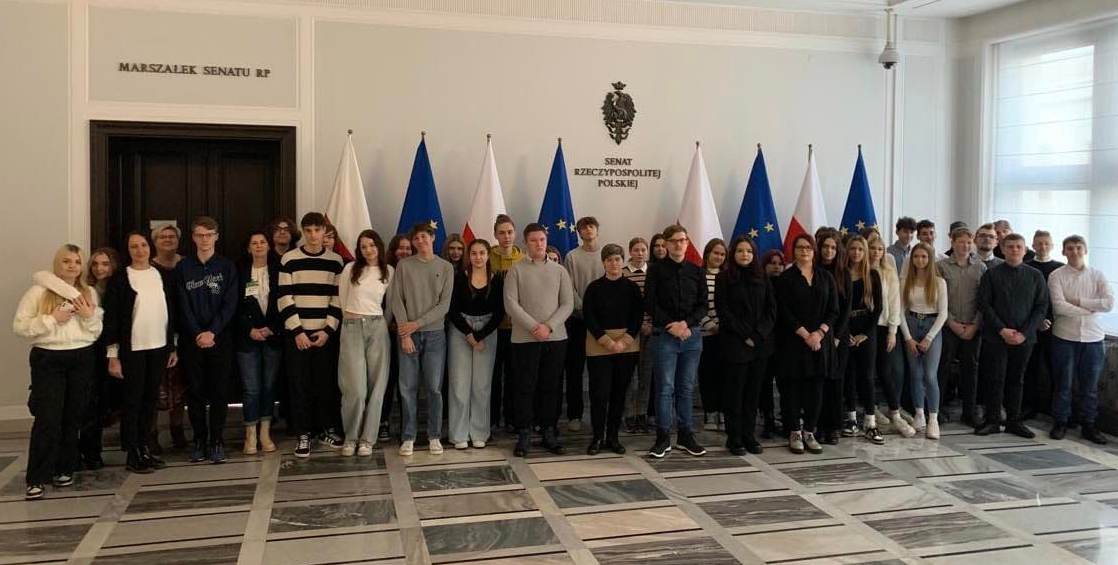 MARSZAŁEK SENATU RP
SENAT
RZECZYPOSPOLITEJ
POLSKIEJ